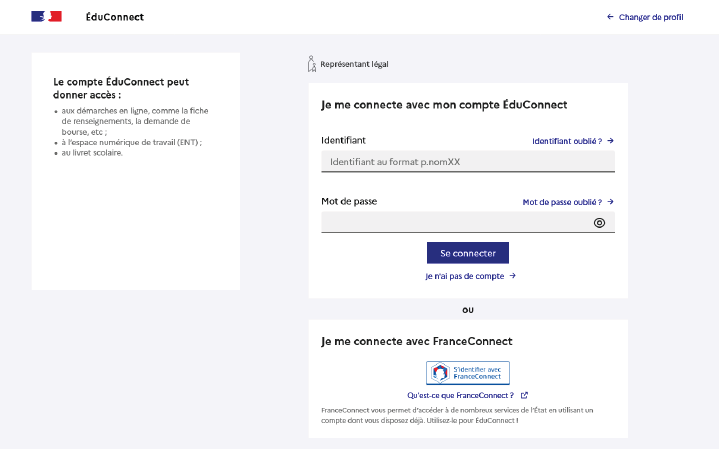 ÉduConnect
Changer de profil
Le compte ÉduConnect peut
donner accès :
aux démarches en ligne, comme la fiche
de renseignements, la demande de
bourse, etc ;
à l'espace numérique de travail (ENT) ;
au livret scolaire.
Représentant légal
Je me connecte avec mon compte ÉduConnect
Identifiant
Identifiant oublié ?
Identifiant au format p.nomXX
Mot de passe
Mot de passe oublié ?
Se connecter
Je n'ai pas de compte
ou
Je me connecte avec FranceConnect
S'identifier avec
FranceConnect
Qu'est-ce que FranceConnect ?
FranceConnect vous permet d'accéder à de nombreux services de l'État en utilisant un
compte dont vous disposez déjà. Utilisez-le pour ÉduConnect !